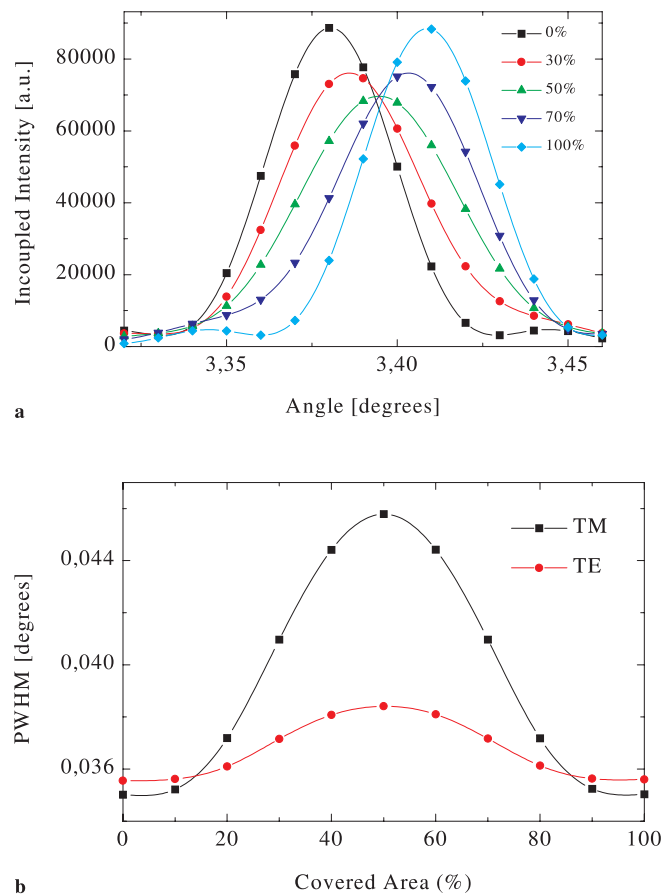 0%
30%
50%
70%
100%
80000
60000
40000
20000
0
Incoupled Intensity [a.u.]
3,35
3,40
3,45
Angle [degrees]
a
TM
TE
0,044
0,040
0,036
PWHM [degrees]
0
20
40
60
80
100
Covered Area (%)
b